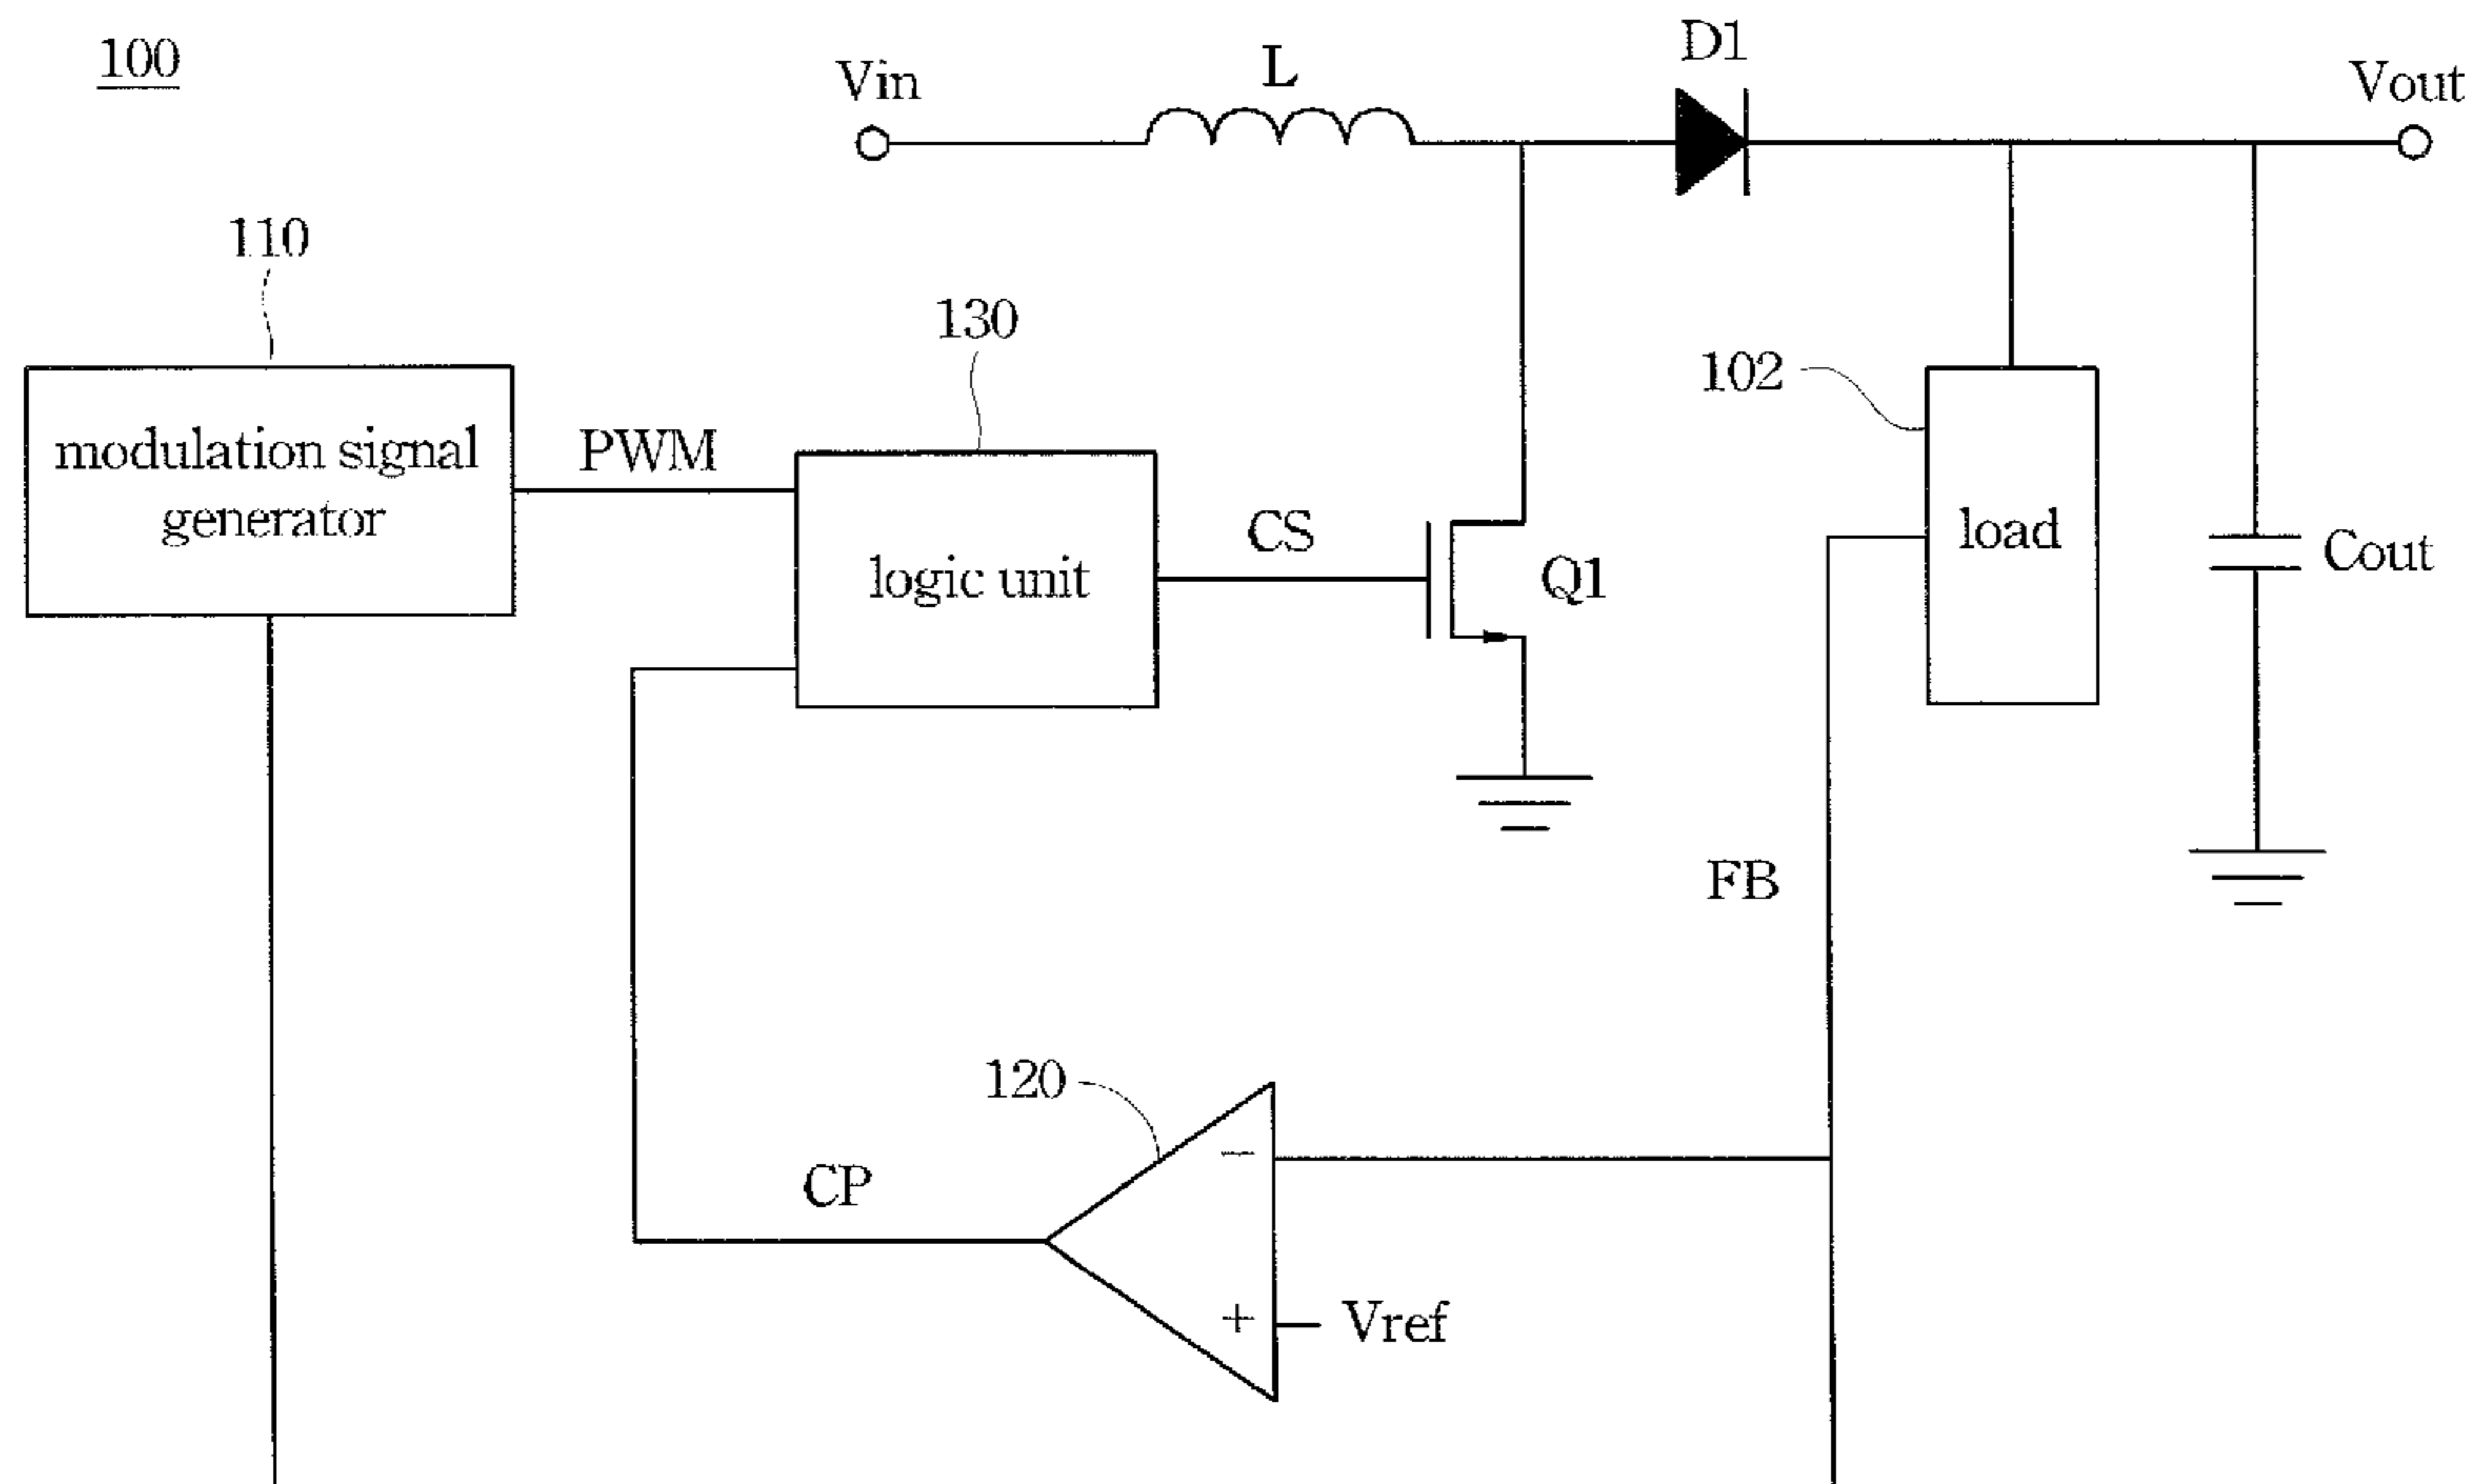 100
Vin
L
D1
Vout
110
130
102
modulation signal
generator
PWM
logic unit
CS
Q1
load
Cout
FB
120
CP
−
+
Vref